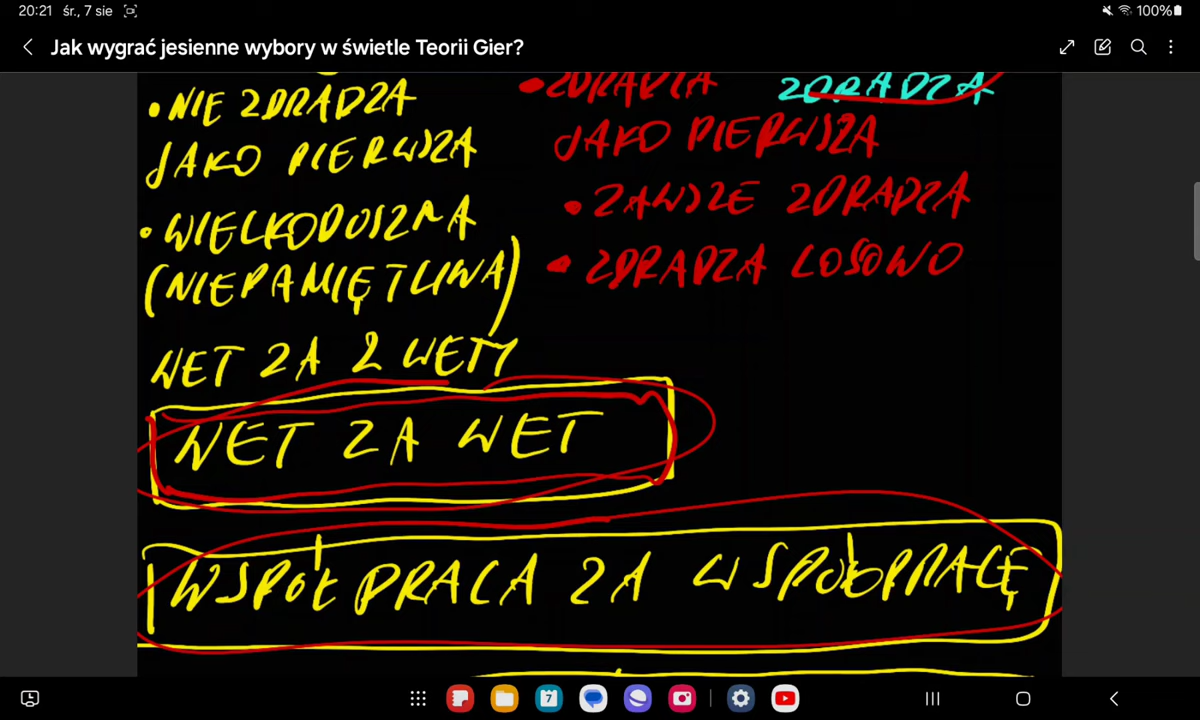 20:21 śr., 7 sie 100%
Jak wygrać jesienne wybory w świetle Teorii Gier?
• NIE ZDRADZA
JAKO PIERWSZA
• WIELKODUSZNA
(NIEPAMIĘTLIWA)
WET ZA 2 WETY
WET ZA WET
WSPÓŁPRACA ZA WSPÓŁPRACĘ
• ZDRADZA
JAKO PIERWSZA
• ZAWSZE ZDRADZA
• ZDRADZA LOSOWO
ZDRADZA
7